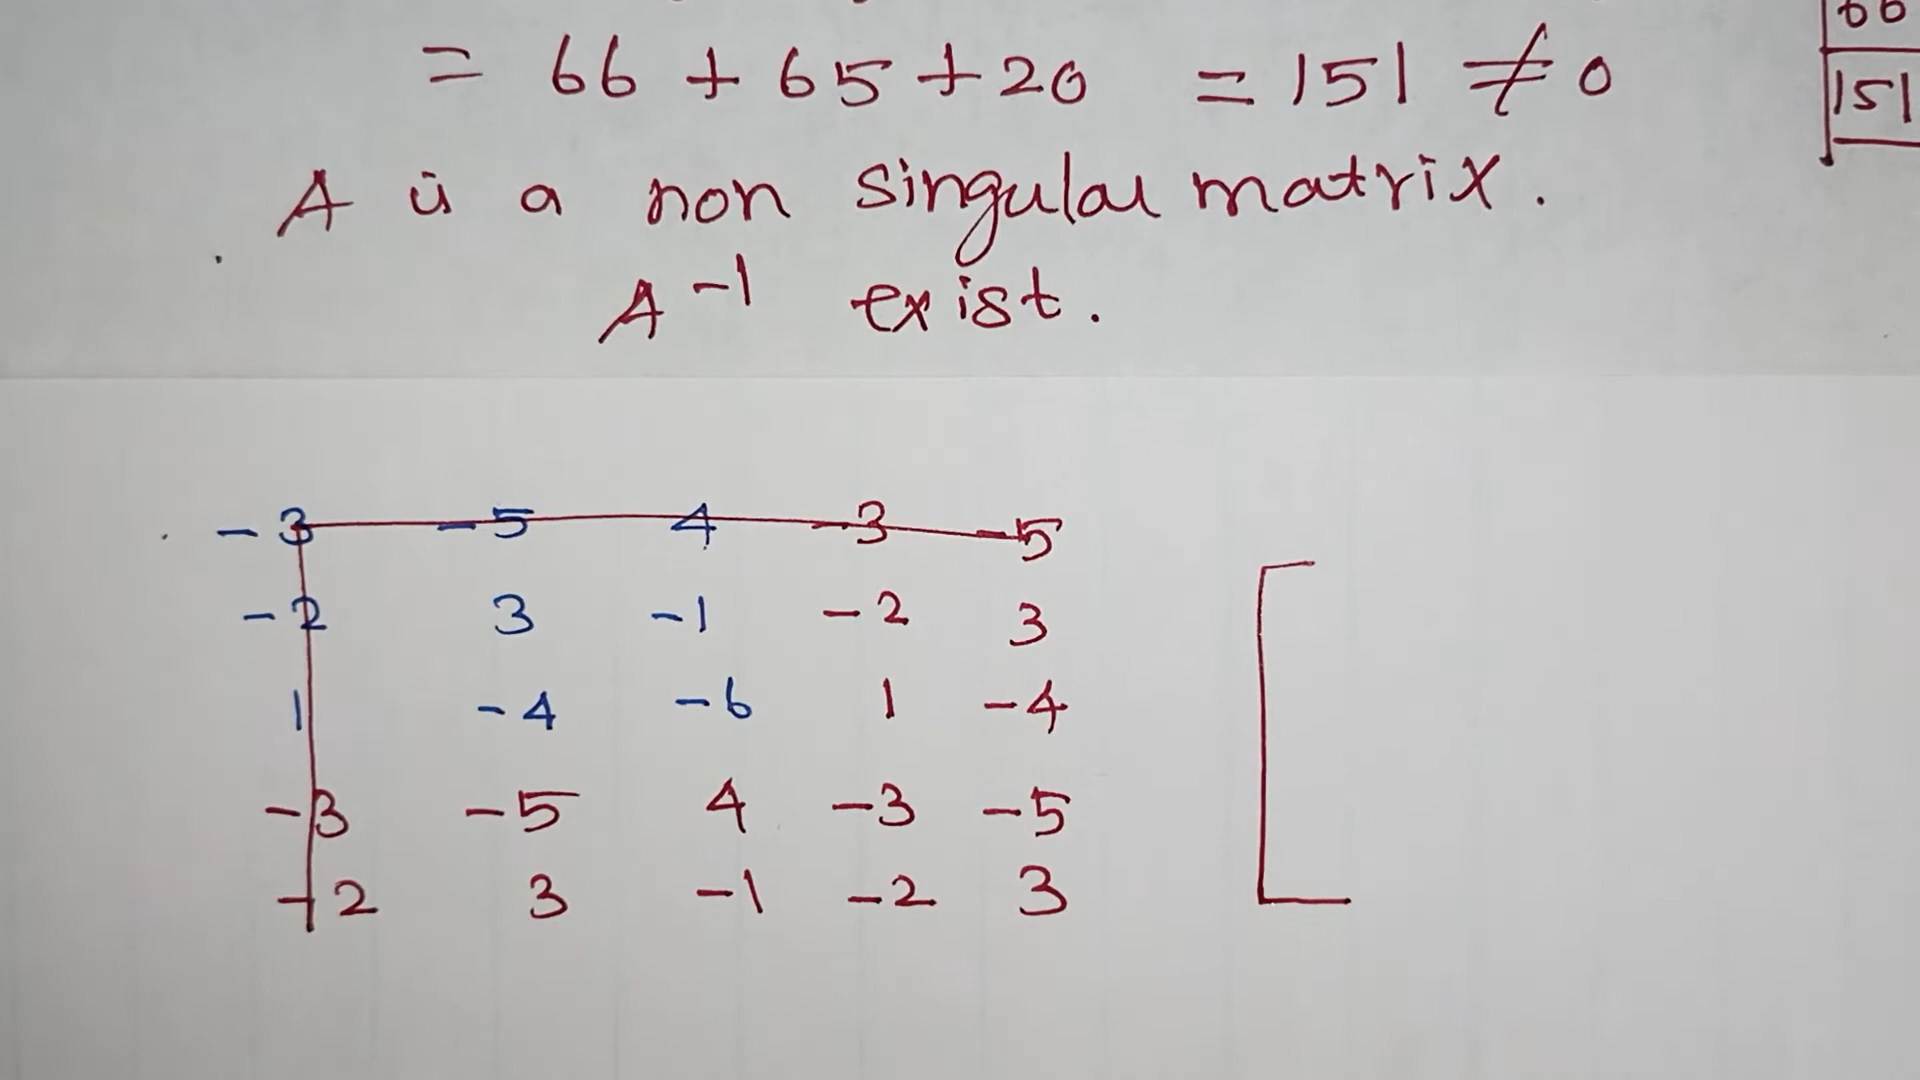 = 66 + 65 + 20 = 151 ≠ 0
151
A is a non singular matrix.
A⁻¹ exist.
-3 -5 4 -3 -5
-2 3 -1 -2 3
1 -4 -6 1 -4
-3 -5 4 -3 -5
-2 3 -1 -2 3